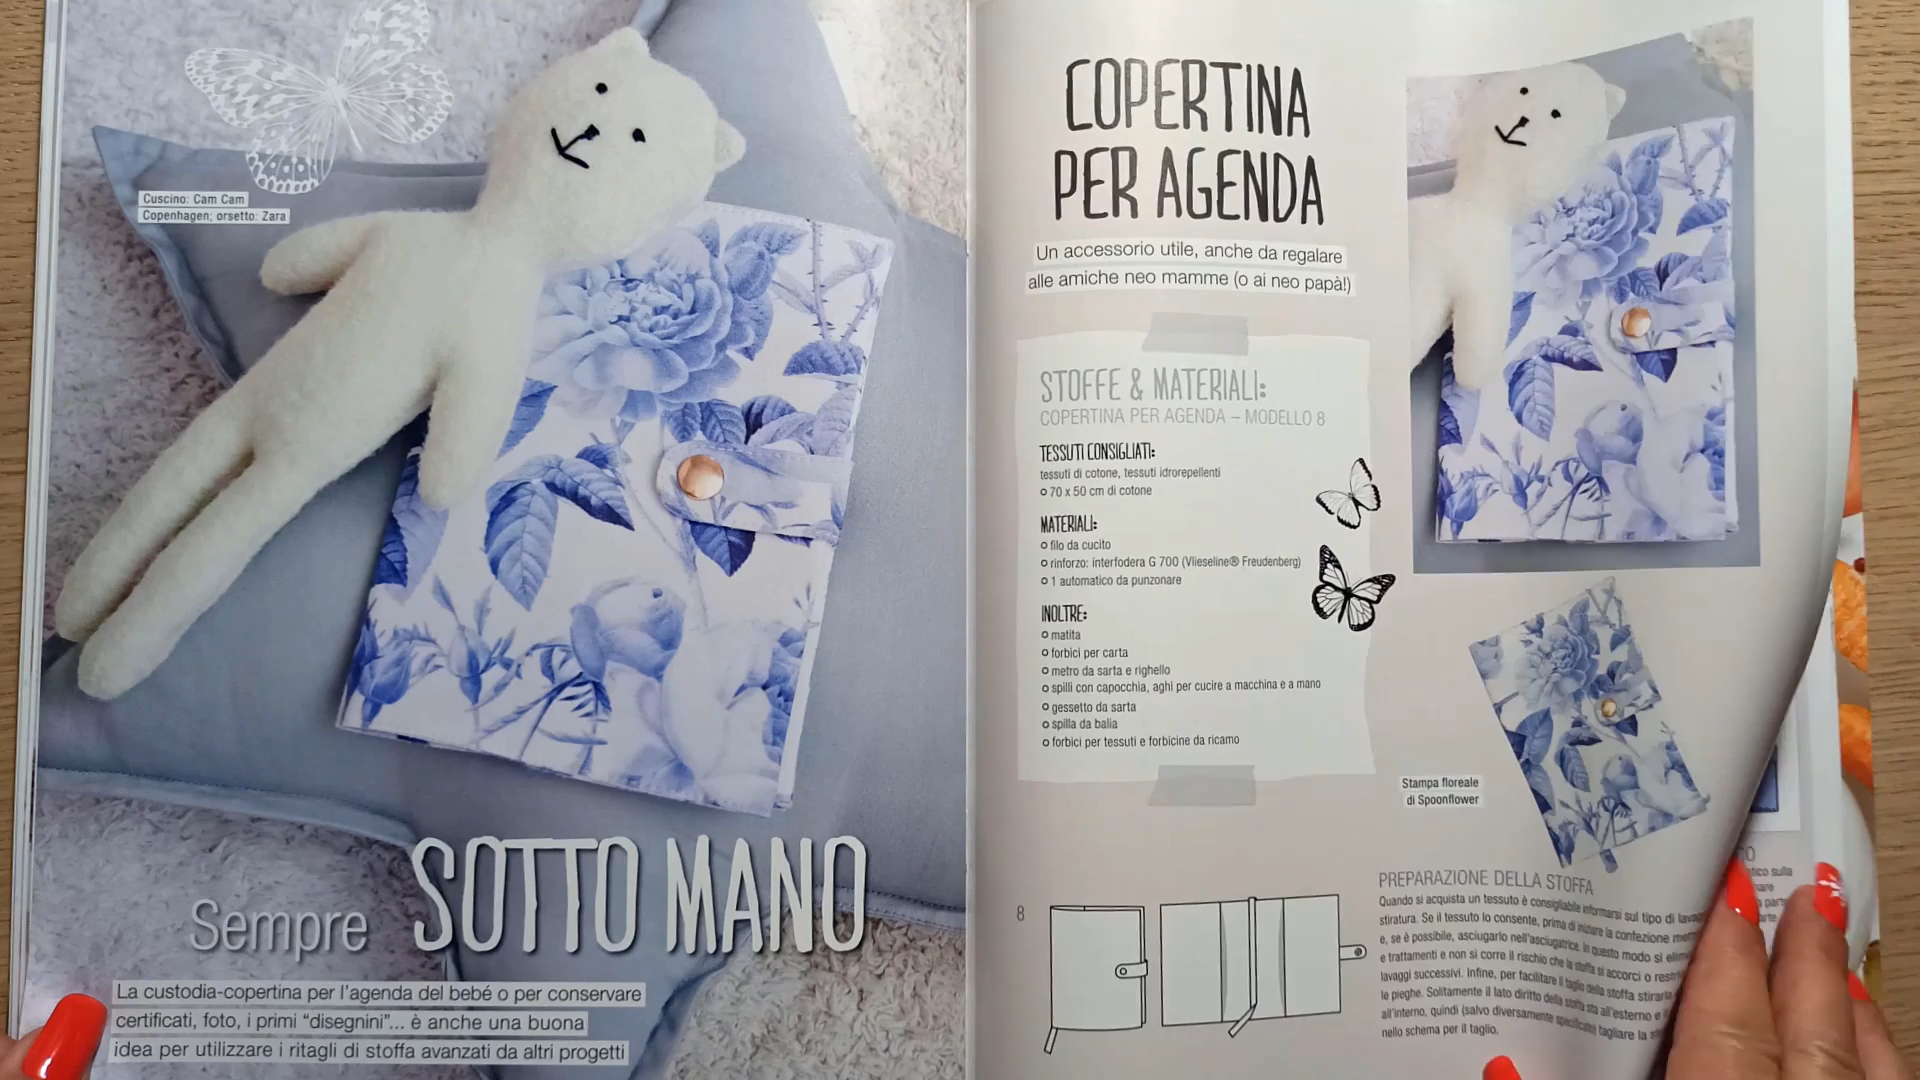 Cuscino: Cam Cam
Copenhagen; orsetto: Zara
Sempre SOTTO MANO
La custodia-copertina per l'agenda del bebé o per conservare
certificati, foto, i primi "disegnini"... è anche una buona
idea per utilizzare i ritagli di stoffa avanzati da altri progetti
COPERTINA
PER AGENDA
Un accessorio utile, anche da regalare
alle amiche neo mamme (o ai neo papà!)
STOFFE & MATERIALI:
COPERTINA PER AGENDA – MODELLO 8
TESSUTI CONSIGLIATI:
tessuti di cotone, tessuti idrorepellenti
70 x 50 cm di cotone
MATERIALI:
filo da cucito
rinforzo: interfodera G 700 (Vlieseline® Freudenberg)
1 automatico da punzonare
INOLTRE:
matita
forbici per carta
metro da sarta e righello
spilli con capocchia, aghi per cucire a macchina e a mano
gessetto da sarta
spilla da balia
forbici per tessuti e forbicine da ricamo
Stampa floreale
di Spoonflower
8
PREPARAZIONE DELLA STOFFA
Quando si acquista un tessuto è consigliabile informarsi sul tipo di
stiratura. Se il tessuto lo consente, prima di iniziare la confezione
e, se è possibile, asciugarlo nell'asciugatrice. In questo modo si
e trattamenti e non si corre il rischio che la stoffa si accorci o
lavaggi successivi. Infine, per facilitare il taglio della stoffa
le pieghe. Solitamente il lato diritto della stoffa sta all'esterno e
all'interno, quindi (salvo diversamente specificato) tagliare la
nello schema per il taglio.